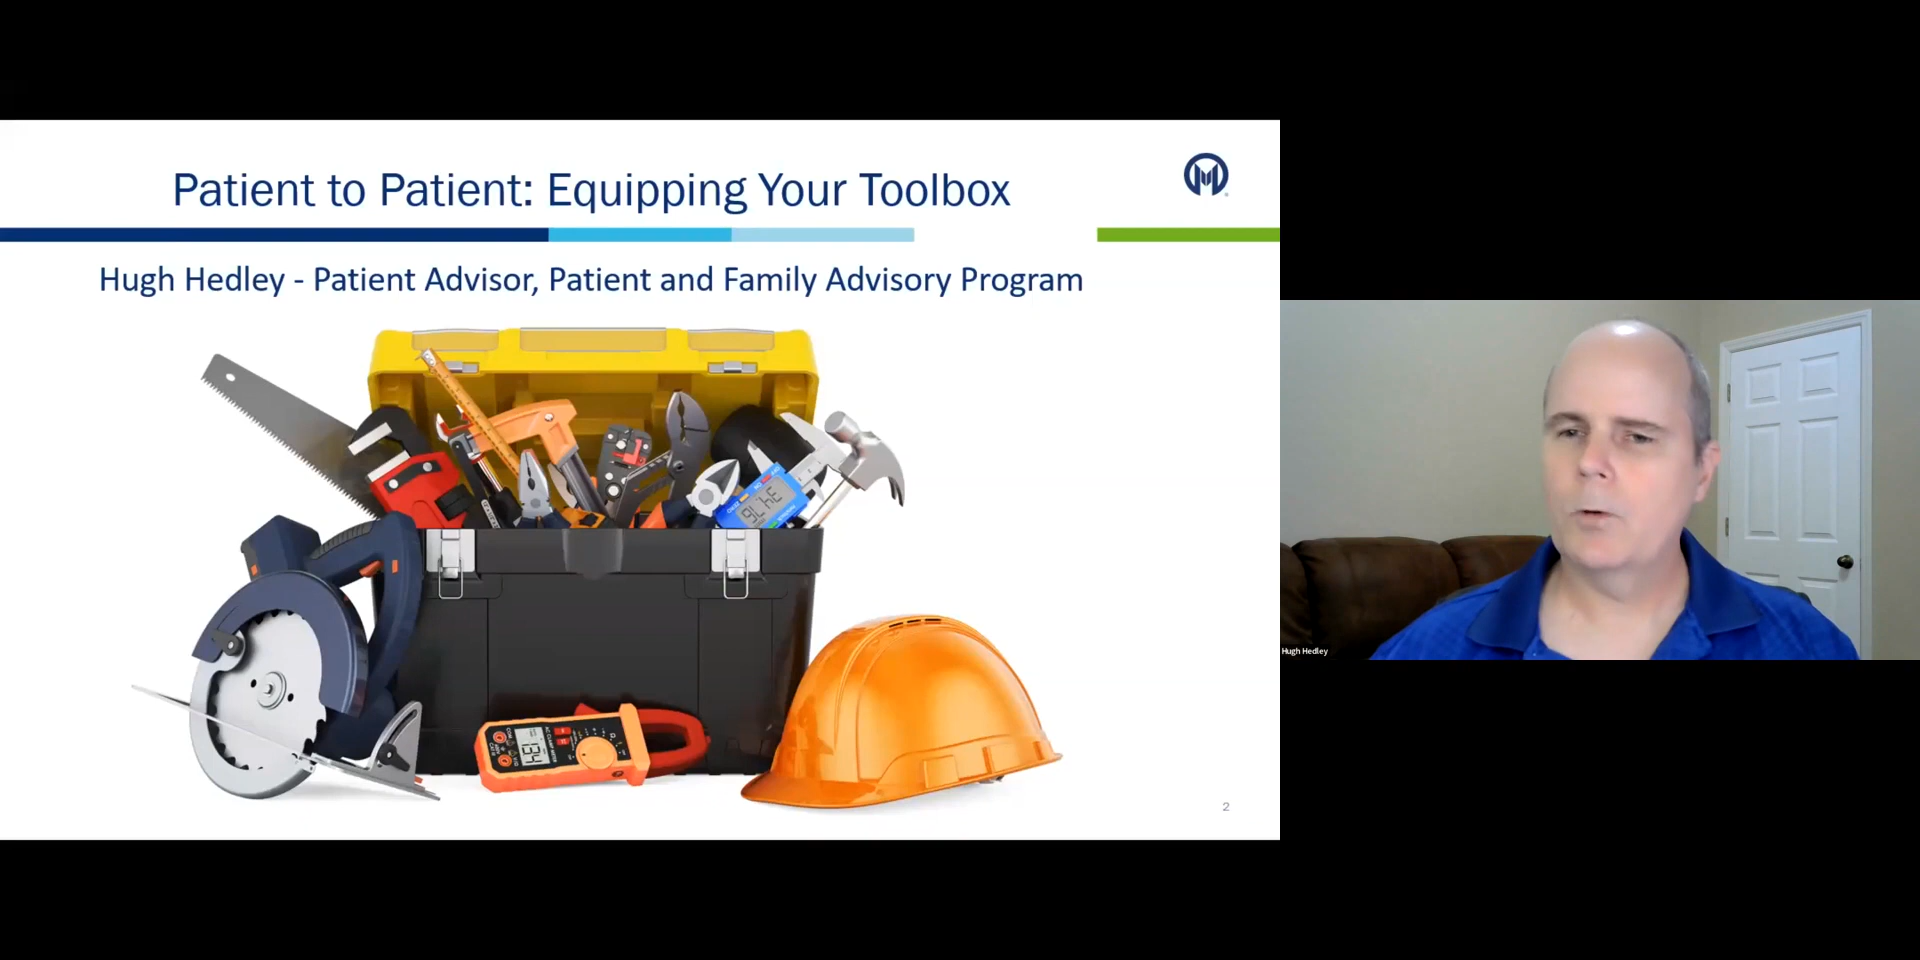 Patient to Patient: Equipping Your Toolbox
Hugh Hedley - Patient Advisor, Patient and Family Advisory Program
2
Hugh Hedley